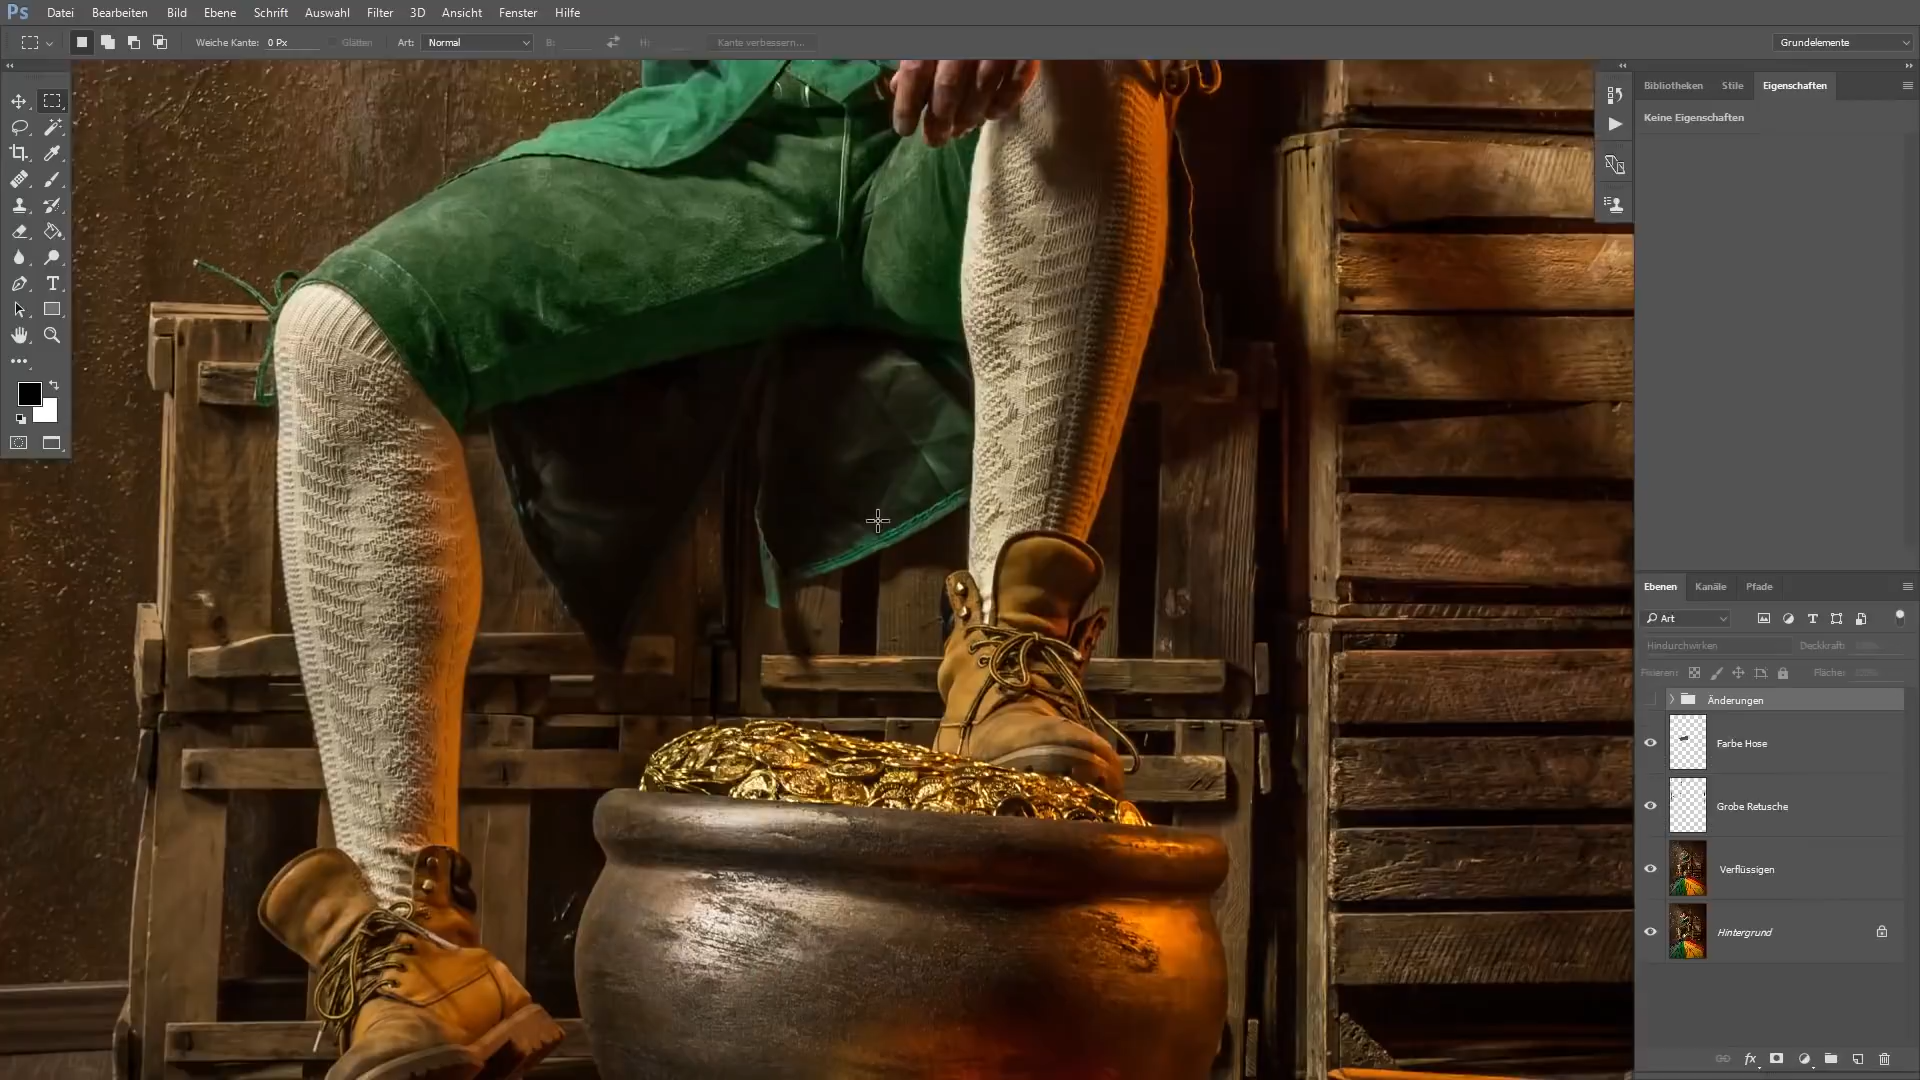 Ps Datei Bearbeiten Bild Ebene Schrift Auswahl Filter 3D Ansicht Fenster Hilfe
Weiche Kante: 0 Px Glätten Art: Normal B: H: Kante verbessern... Grundelemente
Bibliotheken Stile Eigenschaften
Keine Eigenschaften
Ebenen Kanäle Pfade
Art
Hindurchwirken Deckkraft:
Fixieren: Fläche:
Änderungen
Farbe Hose
Grobe Retusche
Verflüssigen
Hintergrund
fx